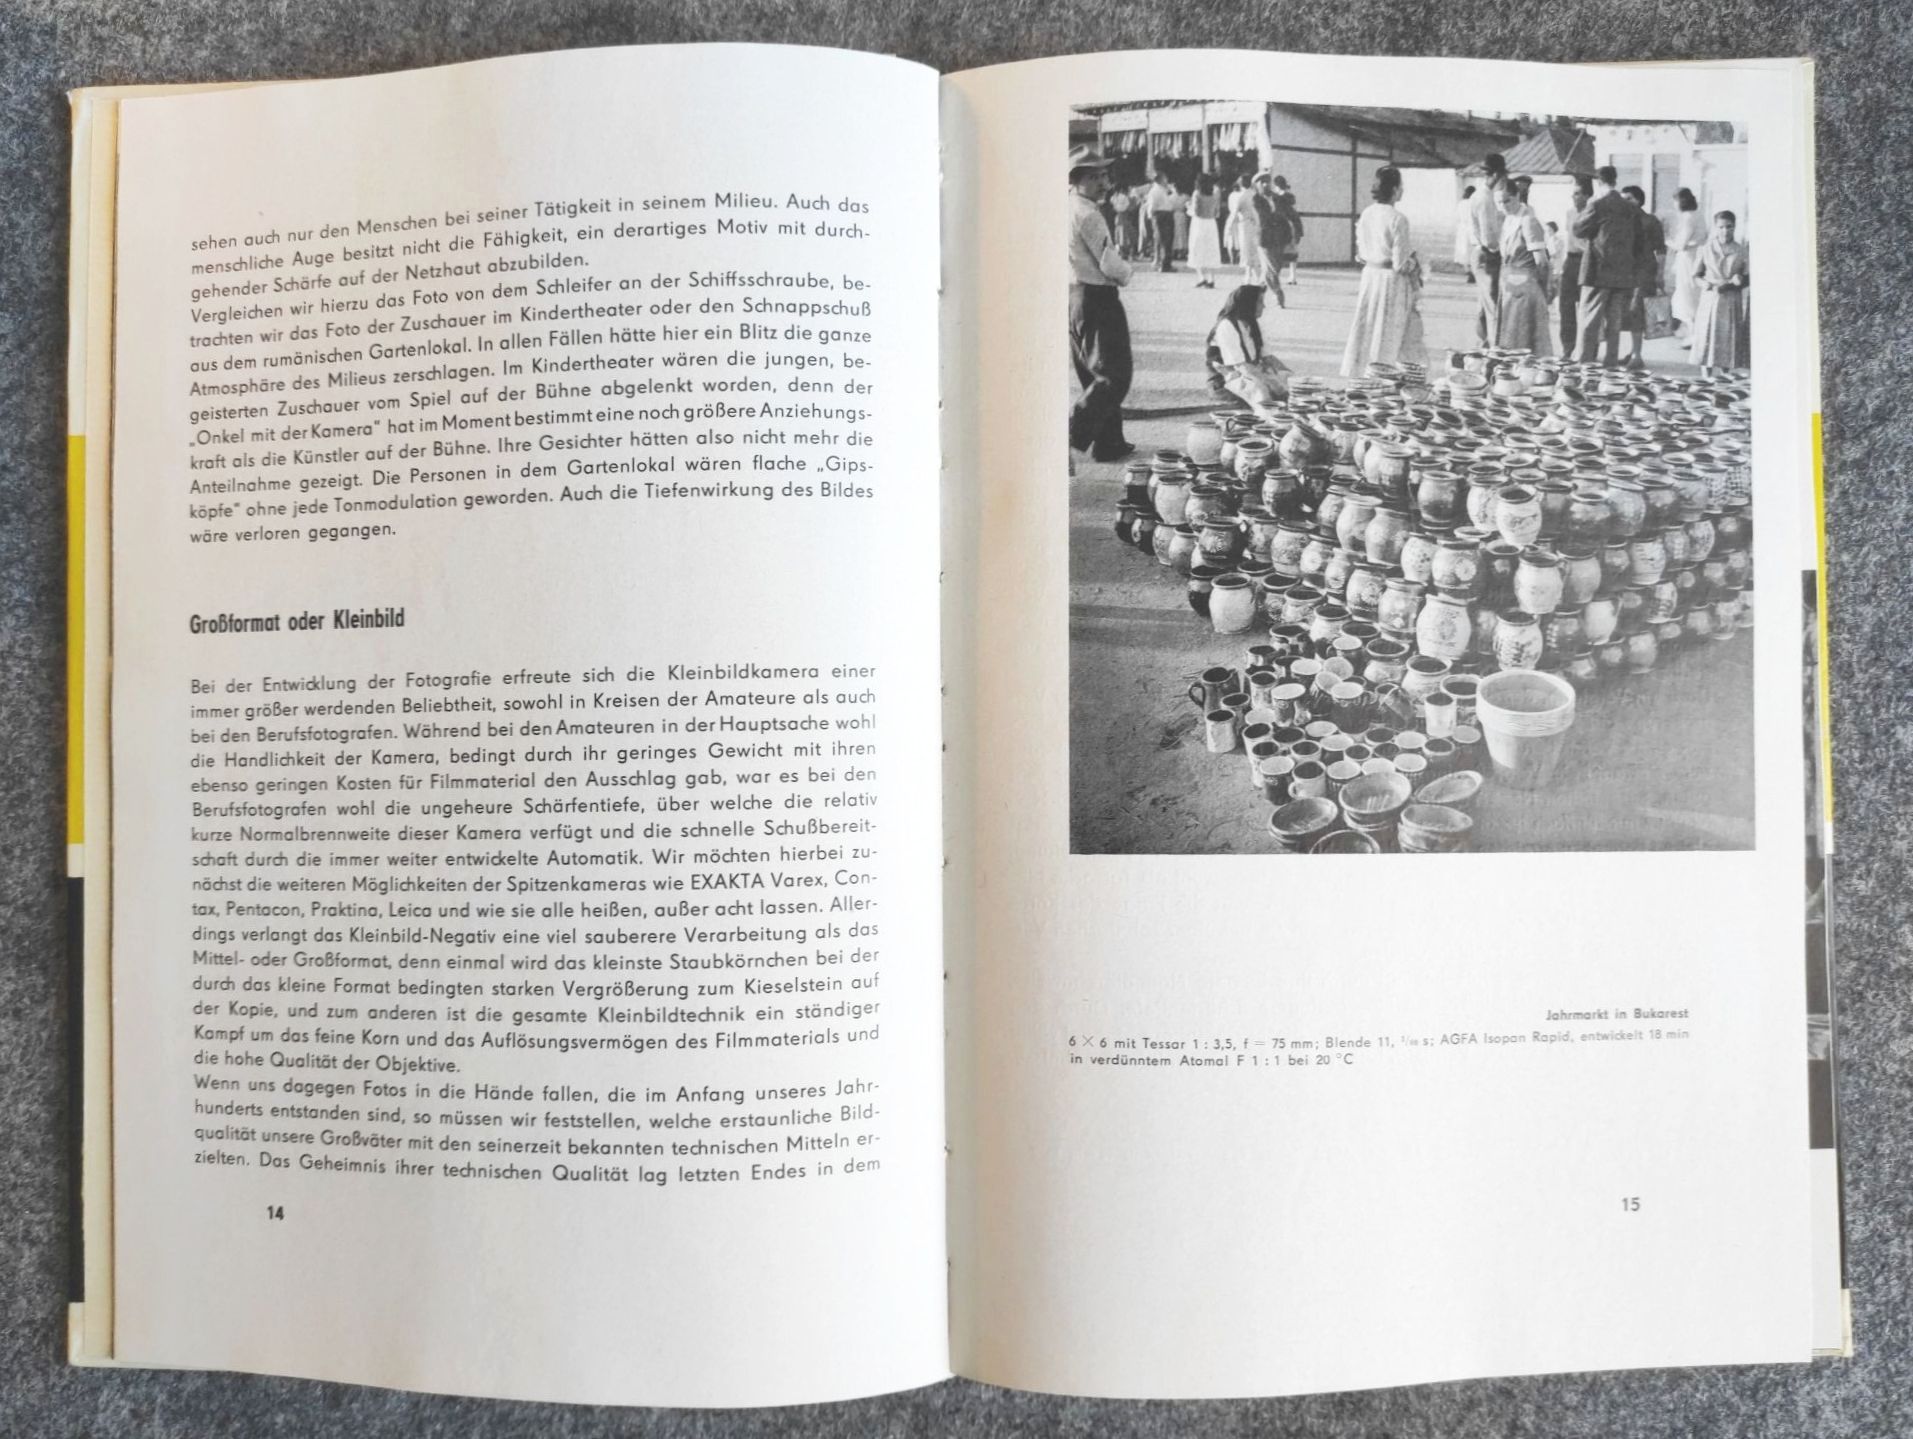 sehen auch nur den Menschen bei seiner Tätigkeit in seinem Milieu. Auch das
menschliche Auge besitzt nicht die Fähigkeit, ein derartiges Motiv mit durch-
gehender Schärfe auf der Netzhaut abzubilden.
Vergleichen wir hierzu das Foto von dem Schleifer an der Schiffsschraube, be-
trachten wir das Foto der Zuschauer im Kindertheater oder den Schnappschuß
aus dem rumänischen Gartenlokal. In allen Fällen hätte hier ein Blitz die ganze
Atmosphäre des Milieus zerschlagen. Im Kindertheater wären die jungen, be-
geisterten Zuschauer vom Spiel auf der Bühne abgelenkt worden, denn der
„Onkel mit der Kamera“ hat im Moment bestimmt eine noch größere Anziehungs-
kraft als die Künstler auf der Bühne. Ihre Gesichter hätten also nicht mehr die
Anteilnahme gezeigt. Die Personen in dem Gartenlokal wären flache „Gips-
köpfe“ ohne jede Tonmodulation geworden. Auch die Tiefenwirkung des Bildes
wäre verloren gegangen.
Großformat oder Kleinbild
Bei der Entwicklung der Fotografie erfreute sich die Kleinbildkamera einer
immer größer werdenden Beliebtheit, sowohl in Kreisen der Amateure als auch
bei den Berufsfotografen. Während bei den Amateuren in der Hauptsache wohl
die Handlichkeit der Kamera, bedingt durch ihr geringes Gewicht mit ihren
ebenso geringen Kosten für Filmmaterial den Ausschlag gab, war es bei den
Berufsfotografen wohl die ungeheure Schärfentiefe, über welche die relativ
kurze Normalbrennweite dieser Kamera verfügt und die schnelle Schußbereit-
schaft durch die immer weiter entwickelte Automatik. Wir möchten hierbei zu-
nächst die weiteren Möglichkeiten der Spitzenkameras wie EXAKTA Varex, Con-
tax, Pentacon, Praktina, Leica und wie sie alle heißen, außer acht lassen. Aller-
dings verlangt das Kleinbild-Negativ eine viel sauberere Verarbeitung als das
Mittel- oder Großformat, denn einmal wird das kleinste Staubkörnchen bei der
durch das kleine Format bedingten starken Vergrößerung zum Kieselstein auf
der Kopie, und zum anderen ist die gesamte Kleinbildtechnik ein ständiger
Kampf um das feine Korn und das Auflösungsvermögen des Filmmaterials und
die hohe Qualität der Objektive.
Wenn uns dagegen Fotos in die Hände fallen, die im Anfang unseres Jahr-
hunderts entstanden sind, so müssen wir feststellen, welche erstaunliche Bild-
qualität unsere Großväter mit den seinerzeit bekannten technischen Mitteln er-
zielten. Das Geheimnis ihrer technischen Qualität lag letzten Endes in dem
14
Jahrmarkt in Bukarest
6 × 6 mit Tessar 1 : 3,5, f = 75 mm; Blende 11, s; AGFA Isopan Rapid, entwickelt 18 min
in verdünntem Atomal F 1 : 1 bei 20 °C
15